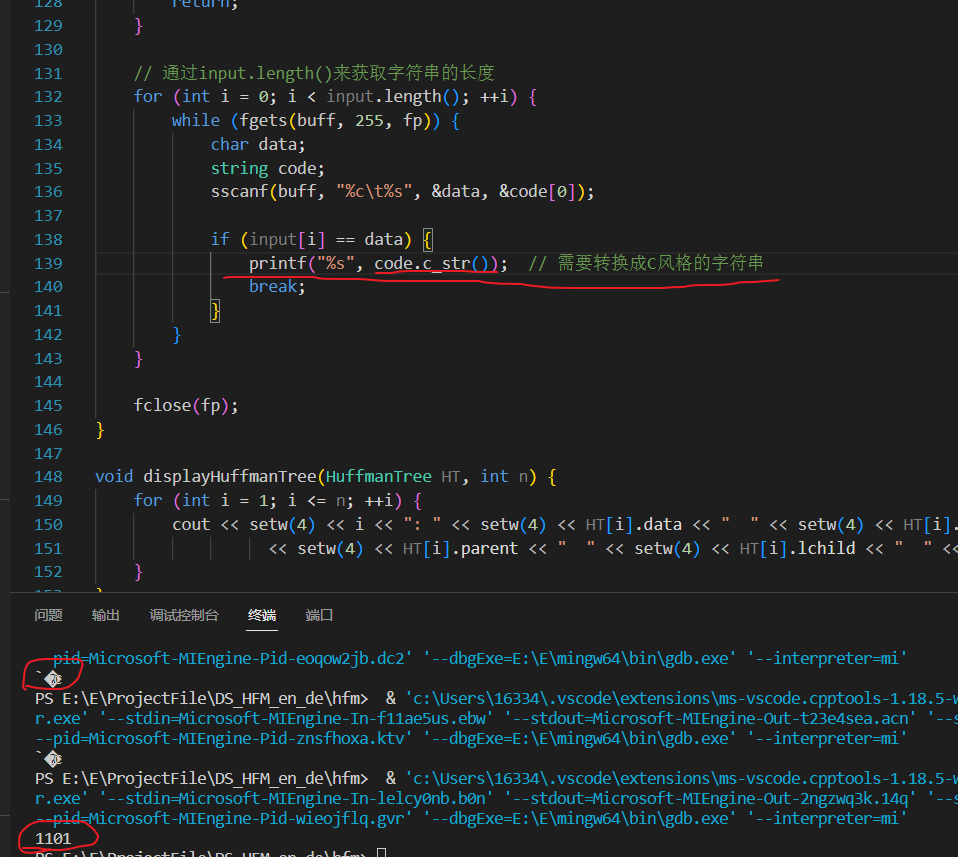 128 return;
129 }
130
131 // 通过input.length()来获取字符串的长度
132 for (int i = 0; i < input.length(); ++i) {
133 while (fgets(buff, 255, fp)) {
134 char data;
135 string code;
136 sscanf(buff, "%c\t%s", &data, &code[0]);
137
138 if (input[i] == data) {
139 printf("%s", code.c_str()); // 需要转换成C风格的字符串
140 break;
141 }
142 }
143 }
144
145 fclose(fp);
146 }
147
148 void displayHuffmanTree(HuffmanTree HT, int n) {
149 for (int i = 1; i <= n; ++i) {
150 cout << setw(4) << i << ": " << setw(4) << HT[i].data << "  " << setw(4) << HT[i].
151 << setw(4) << HT[i].parent << "  " << setw(4) << HT[i].lchild << "  " <<
152 }
}
问题 输出 调试控制台 终端 端口
--pid=Microsoft-MIEngine-Pid-eoqow2jb.dc2' '--dbgExe=E:\E\mingw64\bin\gdb.exe' '--interpreter=mi'
PS E:\E\ProjectFile\DS_HFM_en_de\hfm> & 'c:\Users\16334\.vscode\extensions\ms-vscode.cpptools-1.18.5-w
r.exe' '--stdin=Microsoft-MIEngine-In-f11ae5us.ebw' '--stdout=Microsoft-MIEngine-Out-t23e4sea.acn' '--s
--pid=Microsoft-MIEngine-Pid-znsfhoxa.ktv' '--dbgExe=E:\E\mingw64\bin\gdb.exe' '--interpreter=mi'
PS E:\E\ProjectFile\DS_HFM_en_de\hfm> & 'c:\Users\16334\.vscode\extensions\ms-vscode.cpptools-1.18.5-w
r.exe' '--stdin=Microsoft-MIEngine-In-lelcy0nb.b0n' '--stdout=Microsoft-MIEngine-Out-2ngzwq3k.14q' '--s
--pid=Microsoft-MIEngine-Pid-wieojflq.gvr' '--dbgExe=E:\E\mingw64\bin\gdb.exe' '--interpreter=mi'
1101
PS E:\E\ProjectFile\DS_HFM_en_de\hfm>